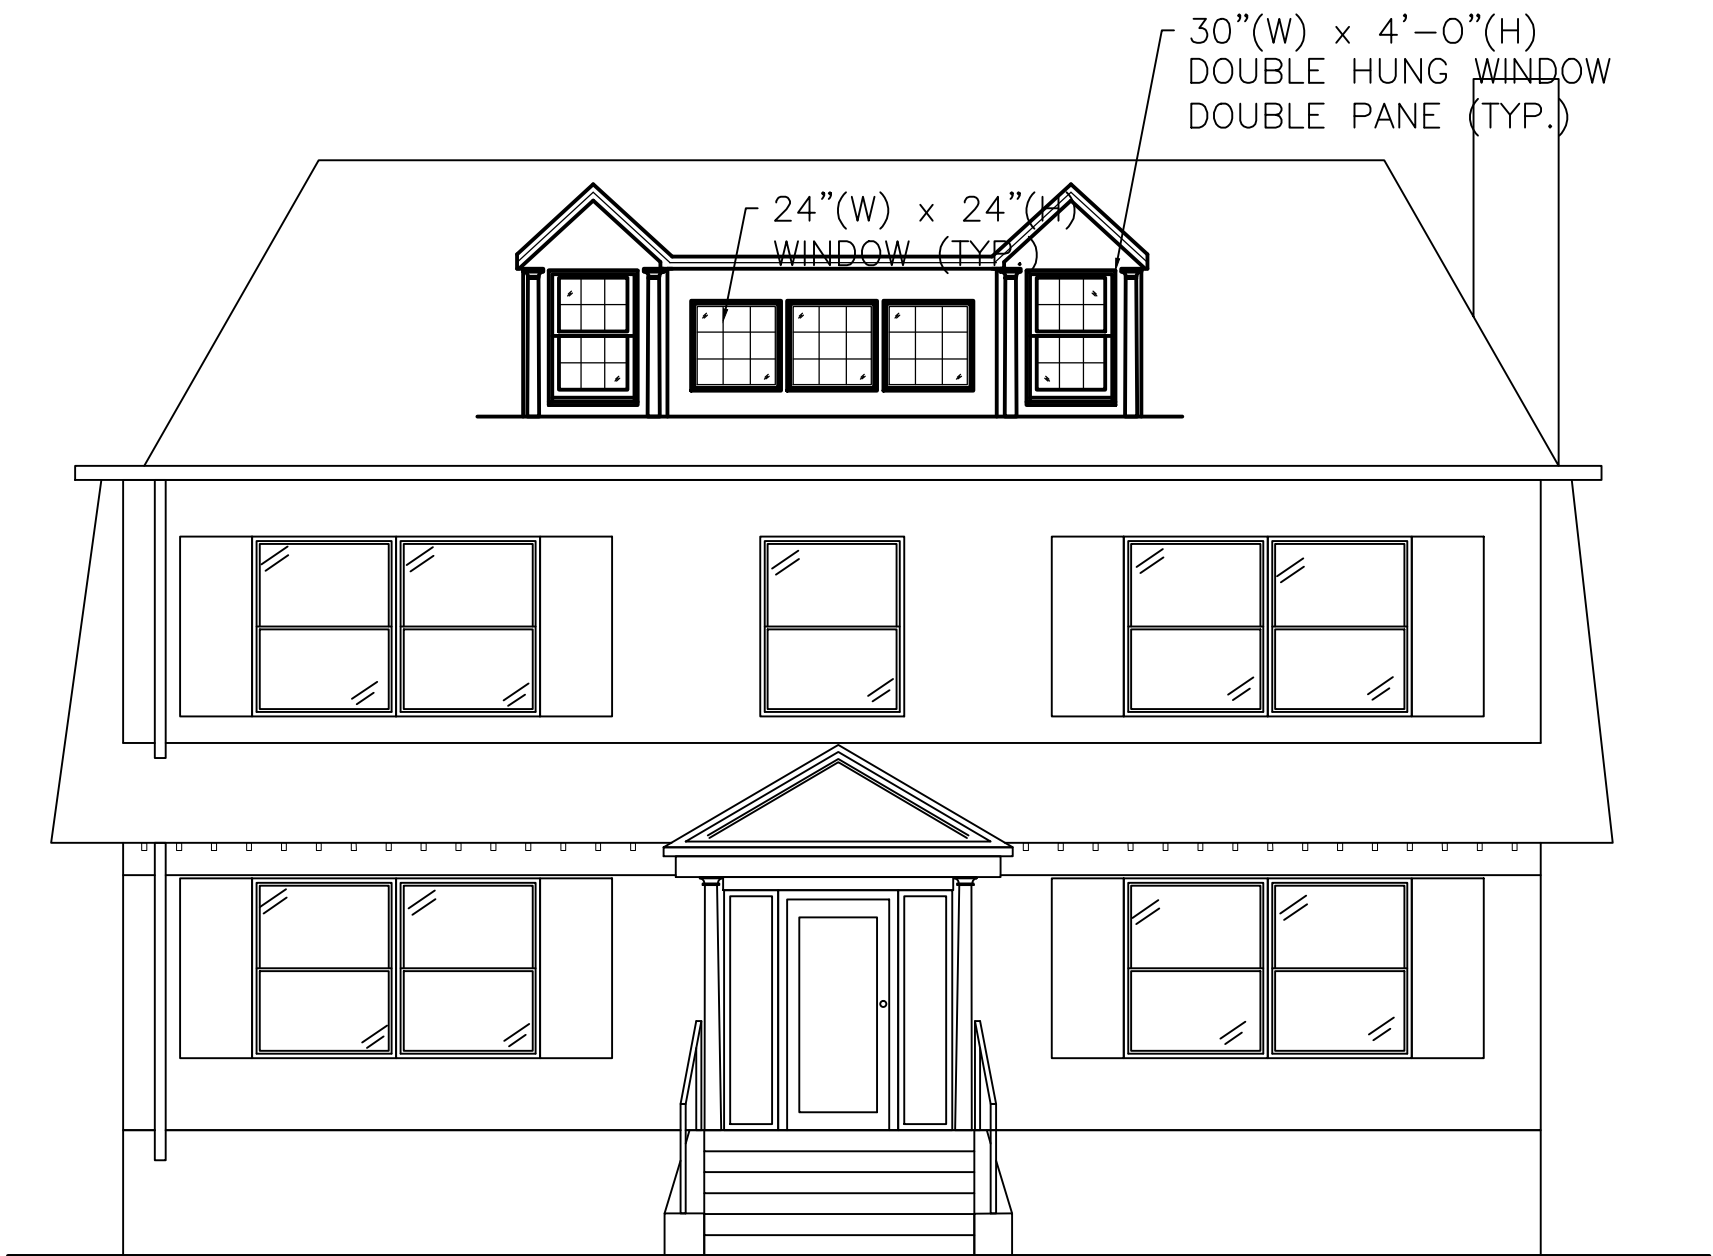 30”(W) x 4’-0”(H)
DOUBLE HUNG WINDOW
DOUBLE PANE (TYP.)
24”(W) x 24”(H)
WINDOW (TYP.)